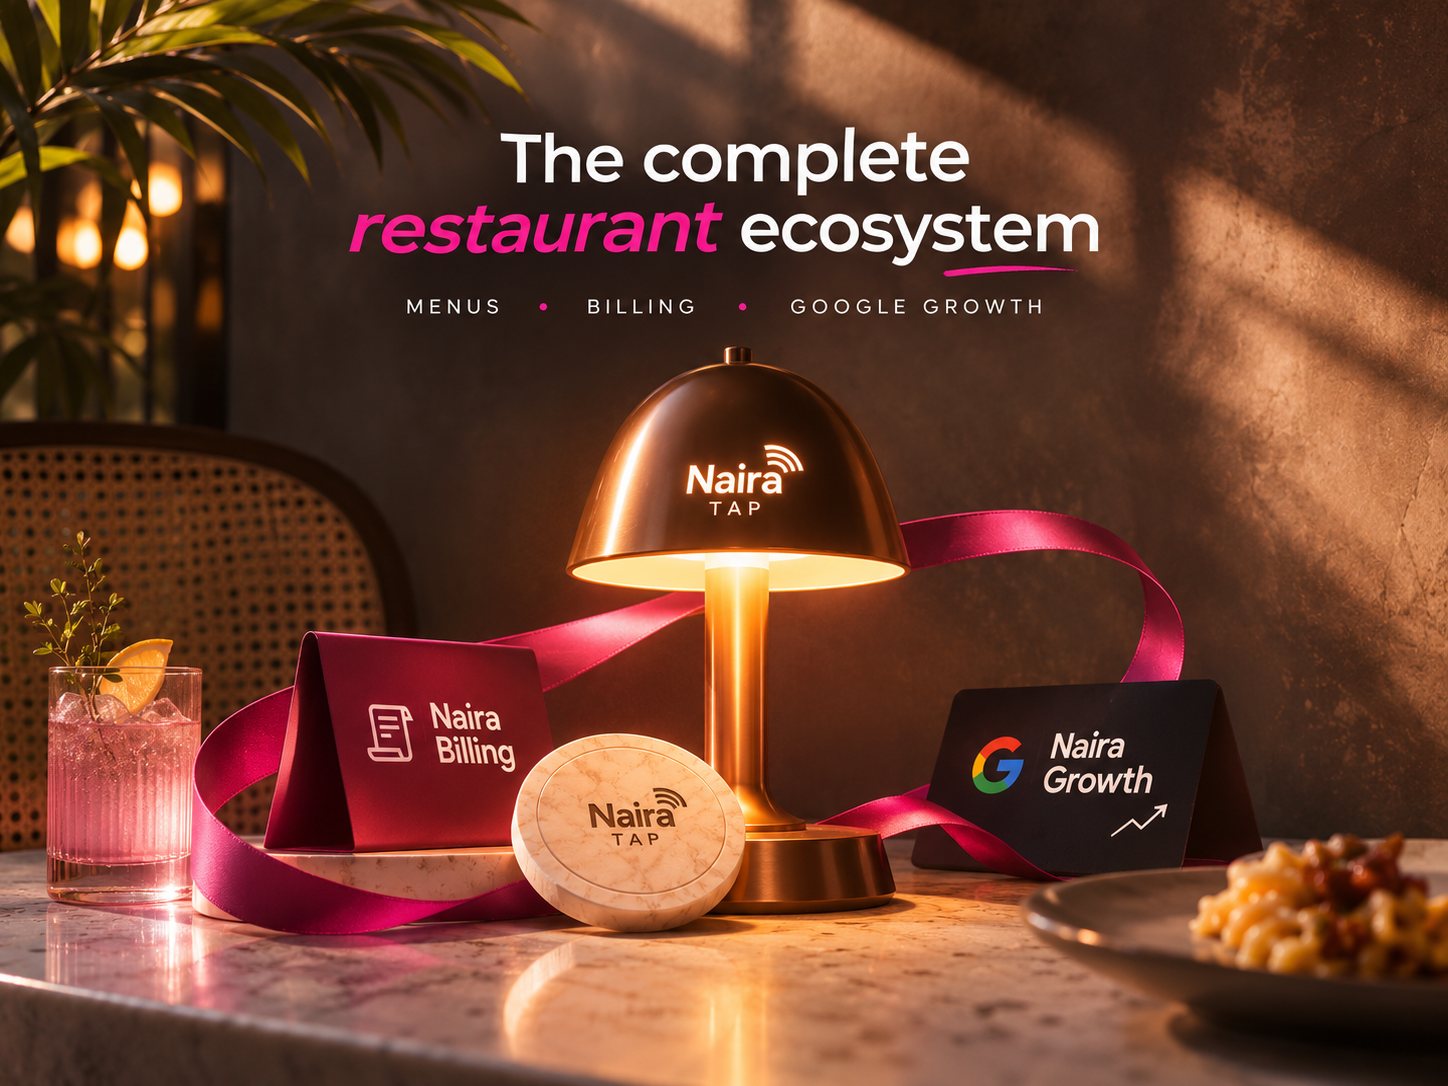 The complete
restaurant ecosystem
MENUS • BILLING • GOOGLE GROWTH
Naira
TAP
Naira
Billing
Naira
TAP
G
Naira
Growth